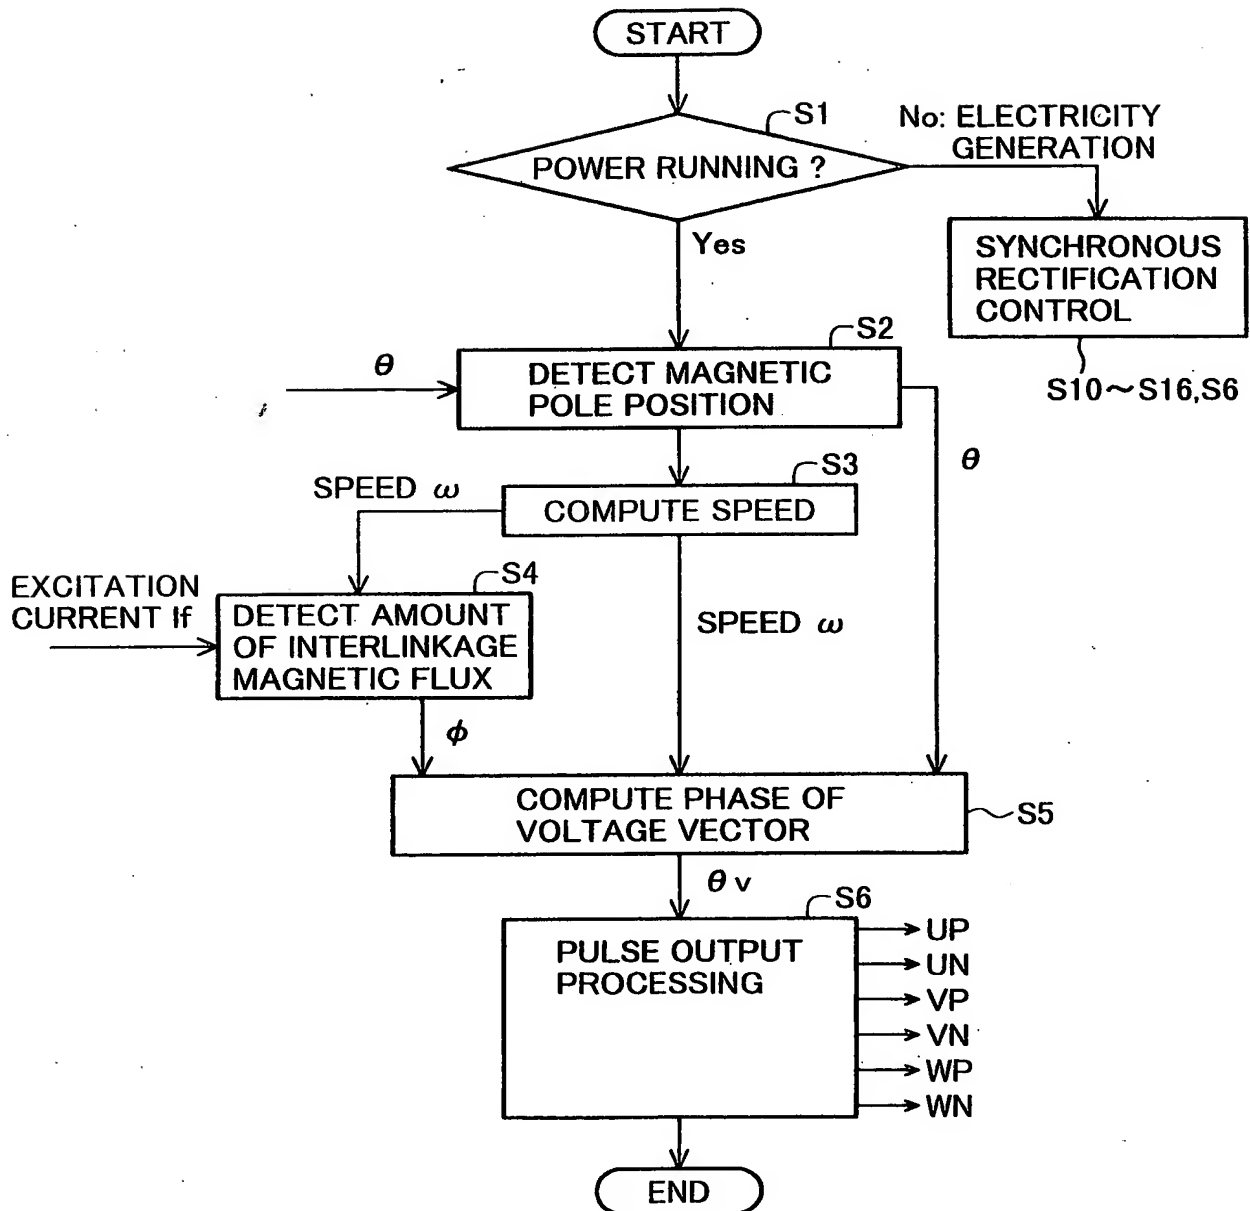 START
S1
POWER RUNNING ?
No: ELECTRICITY
GENERATION
Yes
SYNCHRONOUS
RECTIFICATION
CONTROL
S10～S16,S6
S2
θ
DETECT MAGNETIC
POLE POSITION
θ
S3
SPEED ω
COMPUTE SPEED
EXCITATION
CURRENT If
S4
DETECT AMOUNT
OF INTERLINKAGE
MAGNETIC FLUX
SPEED ω
ϕ
COMPUTE PHASE OF
VOLTAGE VECTOR
S5
θv
S6
PULSE OUTPUT
PROCESSING
UP
UN
VP
VN
WP
WN
END